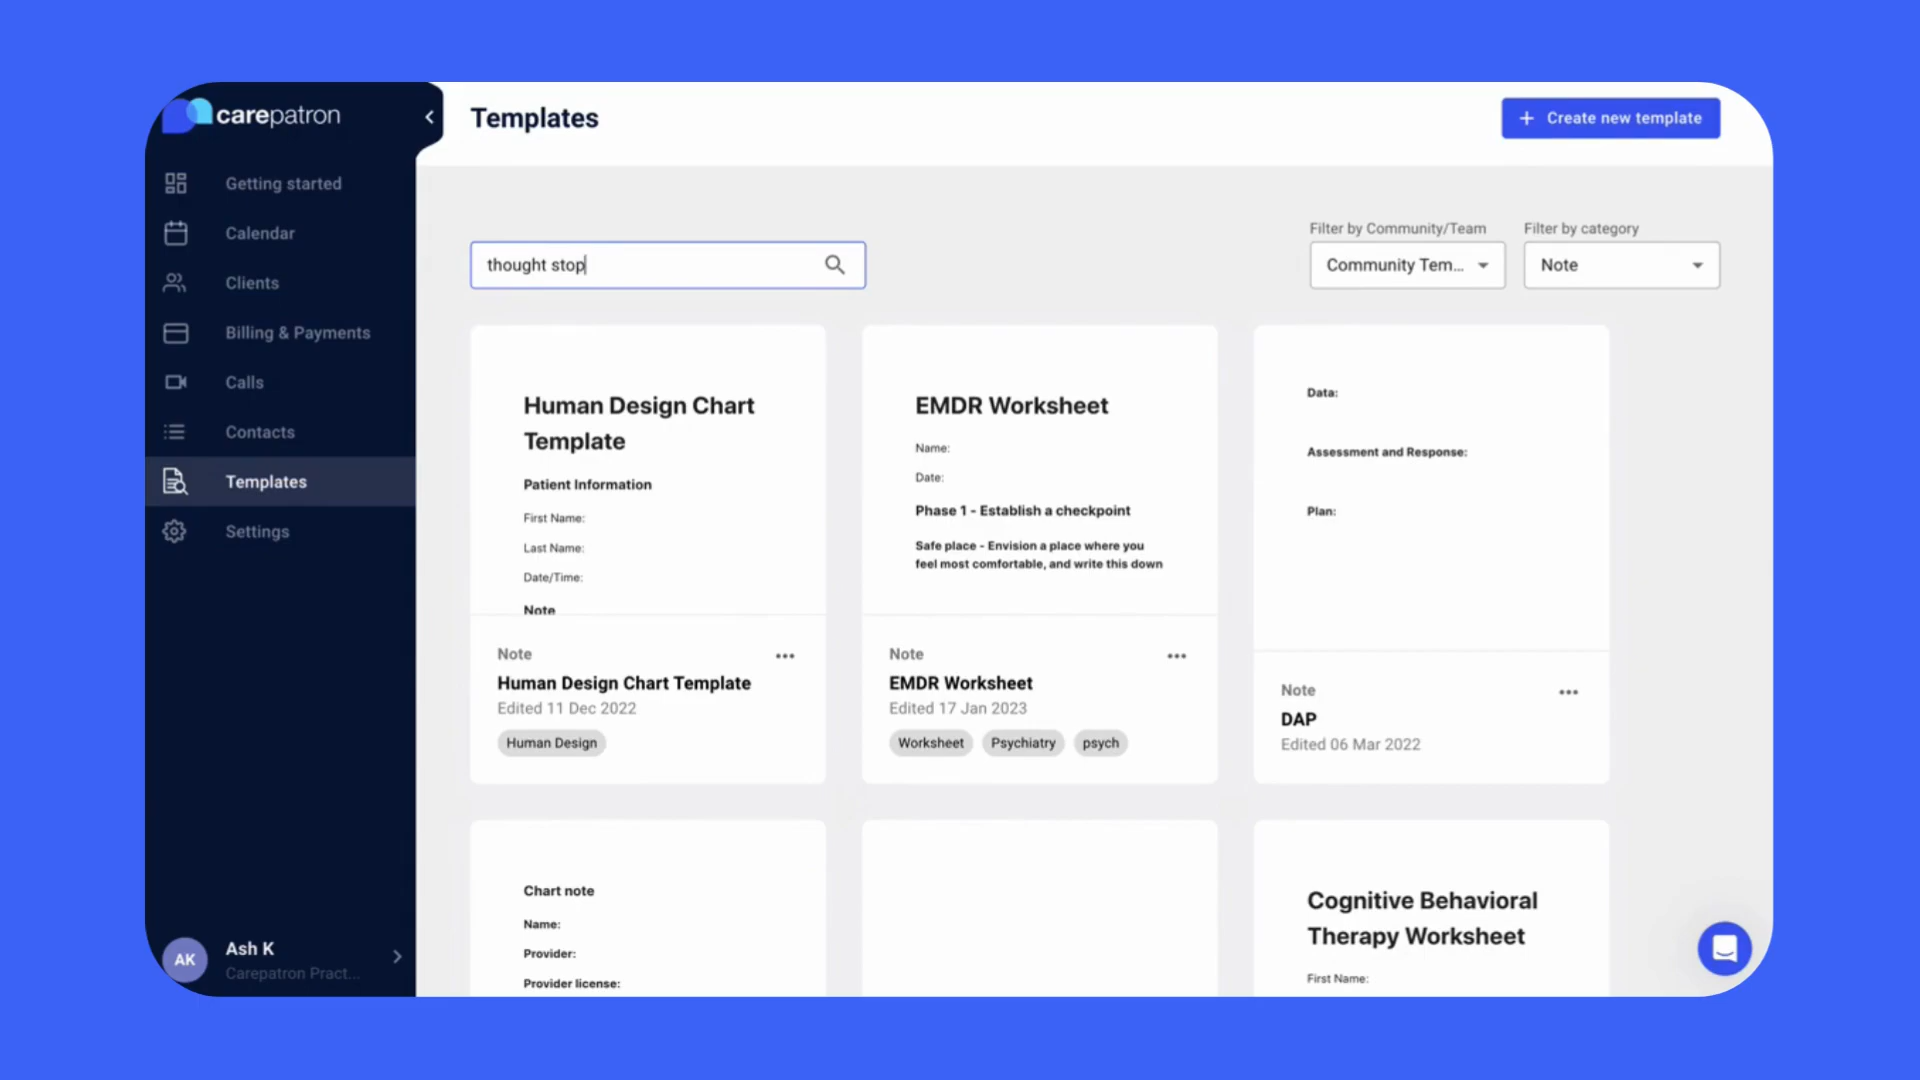 carepatron
Templates
+ Create new template
Getting started
Calendar
Clients
Billing & Payments
Calls
Contacts
Templates
Settings
AK
Ash K
Carepatron Pract...
thought stop
Filter by Community/Team
Community Tem...
Filter by category
Note
Human Design Chart
Template
Patient Information
First Name:
Last Name:
Date/Time:
Note
Note
Human Design Chart Template
Edited 11 Dec 2022
Human Design
EMDR Worksheet
Name:
Date:
Phase 1 - Establish a checkpoint
Safe place - Envision a place where you
feel most comfortable, and write this down
Note
EMDR Worksheet
Edited 17 Jan 2023
Worksheet Psychiatry psych
Data:
Assessment and Response:
Plan:
Note
DAP
Edited 06 Mar 2022
Chart note
Name:
Provider:
Provider license:
Cognitive Behavioral
Therapy Worksheet
First Name: